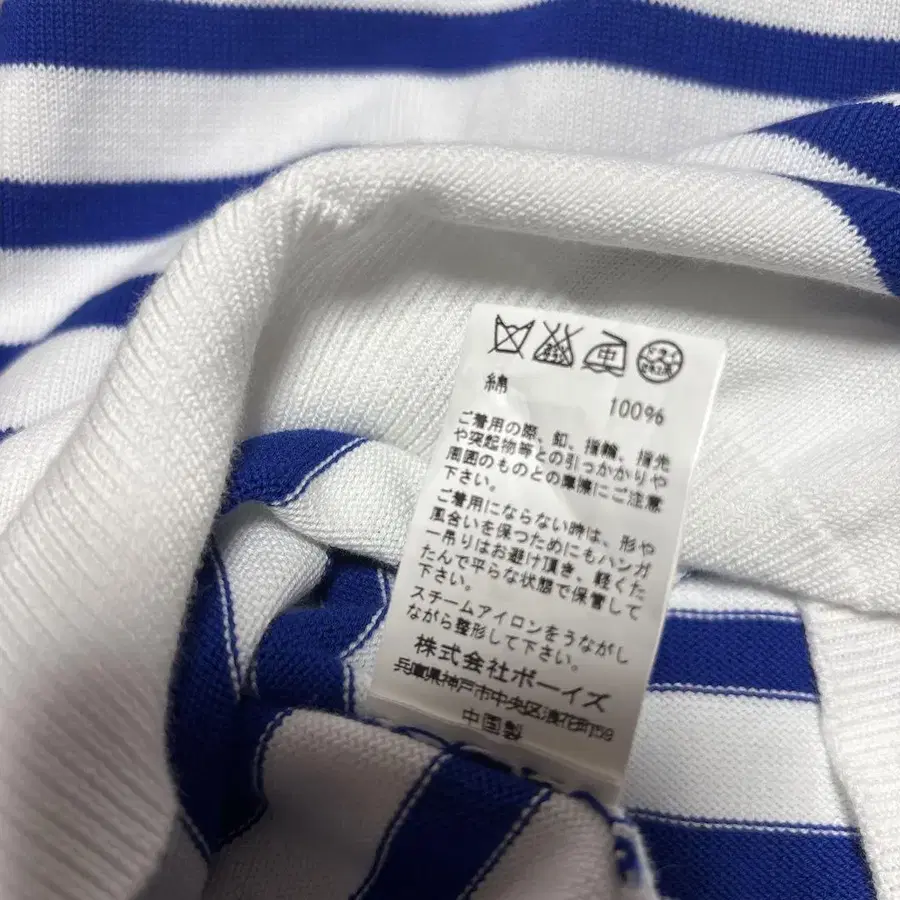 中 ドライ
綿 100%
ご着用の際、釦、指輪、指先
や突起物等との引っかかりや
周囲のものとの摩擦にご注意
下さい。
ご着用にならない時は、形や
風合いを保つためにもハンガ
ー吊りはお避け頂き、軽くた
たんで平らな状態で保管して
下さい。
スチームアイロンをうながし
ながら整形して下さい。
株式会社ボーイズ
兵庫県神戸市中央区
中国製